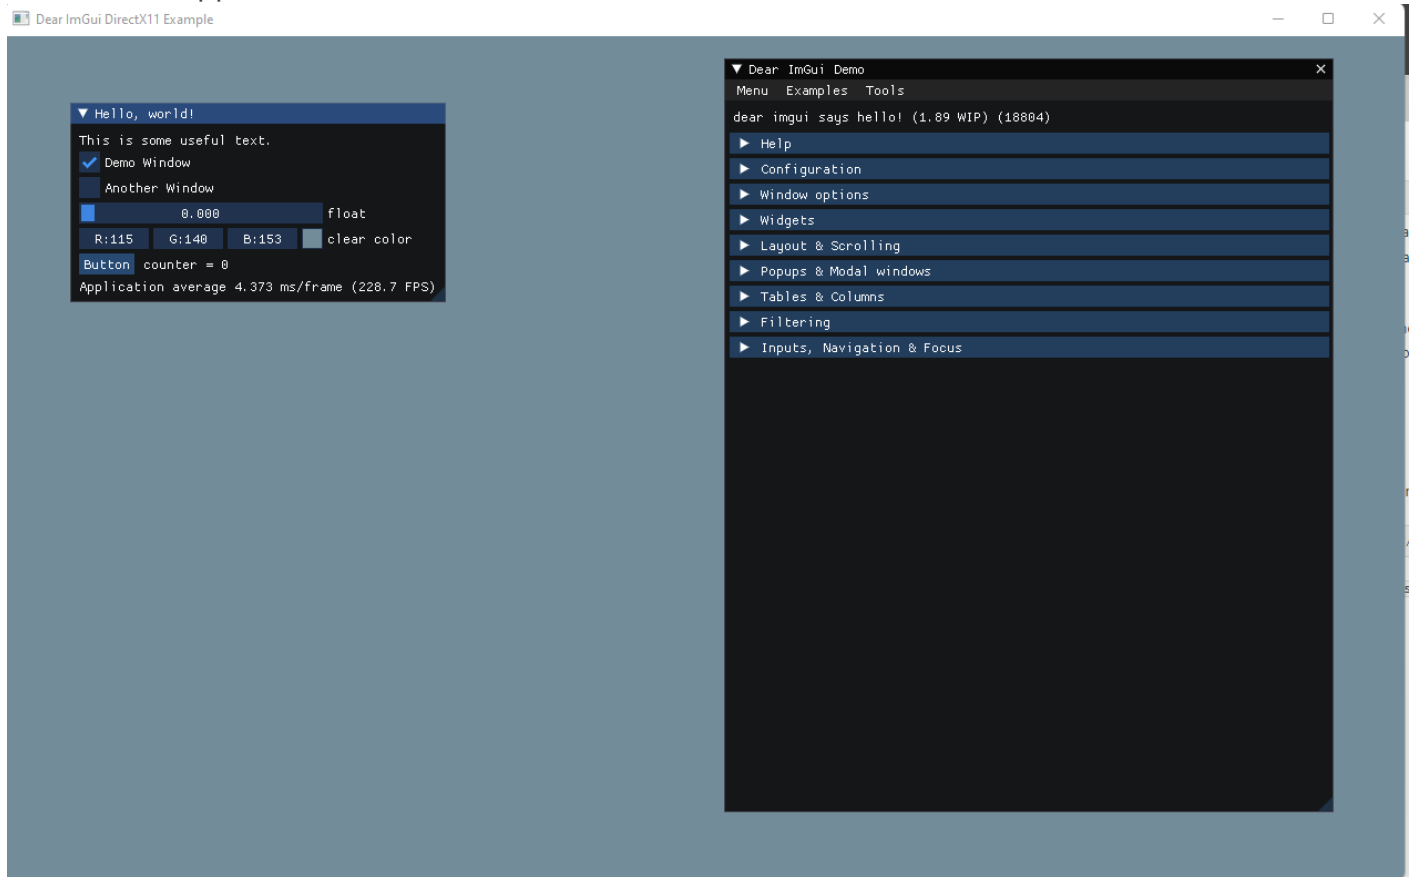 Dear ImGui DirectX11 Example
Hello, world!
This is some useful text.
Demo Window
Another Window
0.000 float
R:115 G:140 B:153 clear color
Button counter = 0
Application average 4.373 ms/frame (228.7 FPS)
Dear ImGui Demo
Menu Examples Tools
dear imgui says hello! (1.89 WIP) (18804)
Help
Configuration
Window options
Widgets
Layout & Scrolling
Popups & Modal windows
Tables & Columns
Filtering
Inputs, Navigation & Focus